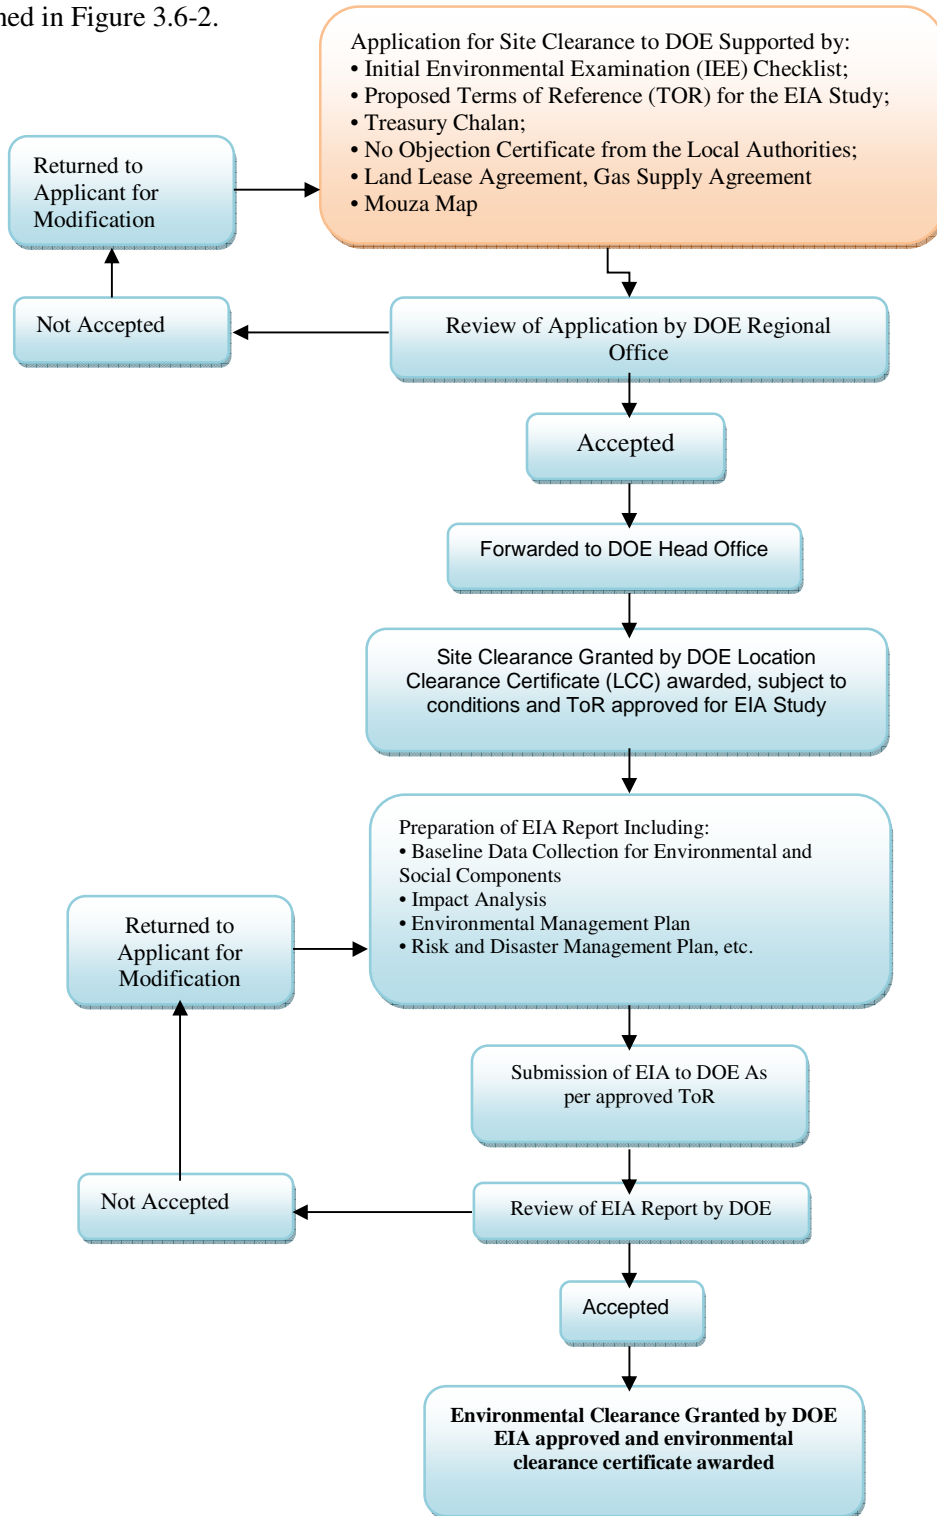 ned in Figure 3.6-2.
Application for Site Clearance to DOE Supported by:
• Initial Environmental Examination (IEE) Checklist;
• Proposed Terms of Reference (TOR) for the EIA Study;
• Treasury Chalan;
• No Objection Certificate from the Local Authorities;
• Land Lease Agreement, Gas Supply Agreement
• Mouza Map
Returned to
Applicant for
Modification
Not Accepted
Review of Application by DOE Regional
Office
Accepted
Forwarded to DOE Head Office
Site Clearance Granted by DOE Location
Clearance Certificate (LCC) awarded, subject to
conditions and ToR approved for EIA Study
Preparation of EIA Report Including:
• Baseline Data Collection for Environmental and
Social Components
• Impact Analysis
• Environmental Management Plan
• Risk and Disaster Management Plan, etc.
Returned to
Applicant for
Modification
Submission of EIA to DOE As
per approved ToR
Not Accepted
Review of EIA Report by DOE
Accepted
Environmental Clearance Granted by DOE
EIA approved and environmental
clearance certificate awarded